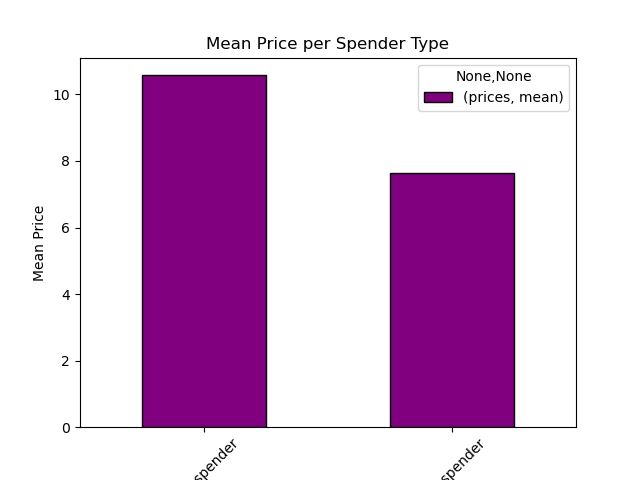 Mean Price per Spender Type
None,None
(prices, mean)
Mean Price
10
8
6
4
2
0
spender
spender